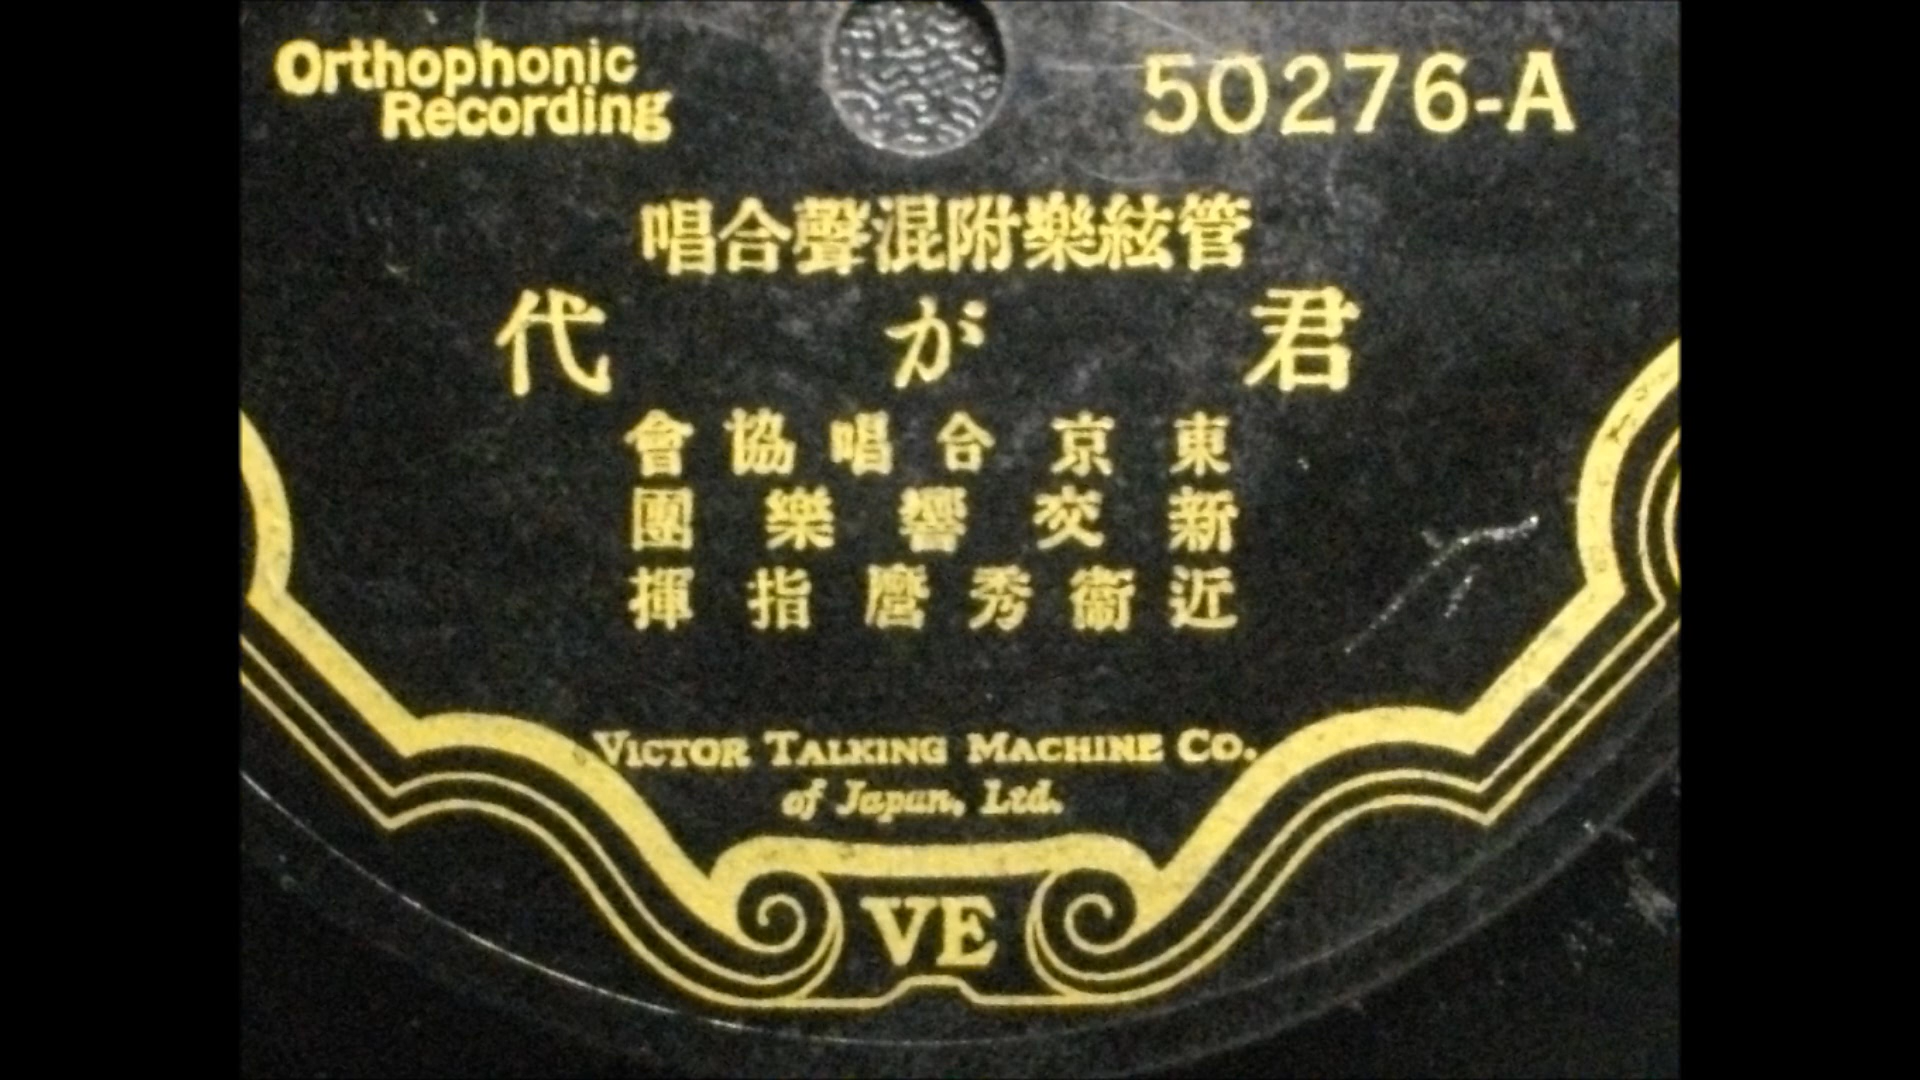 Orthophonic
Recording
50276-A
管絃樂附混聲合唱
君が代
東京合唱協會
新交響樂團
近衞秀麿指揮
VICTOR TALKING MACHINE CO.
of Japan, Ltd.
VE